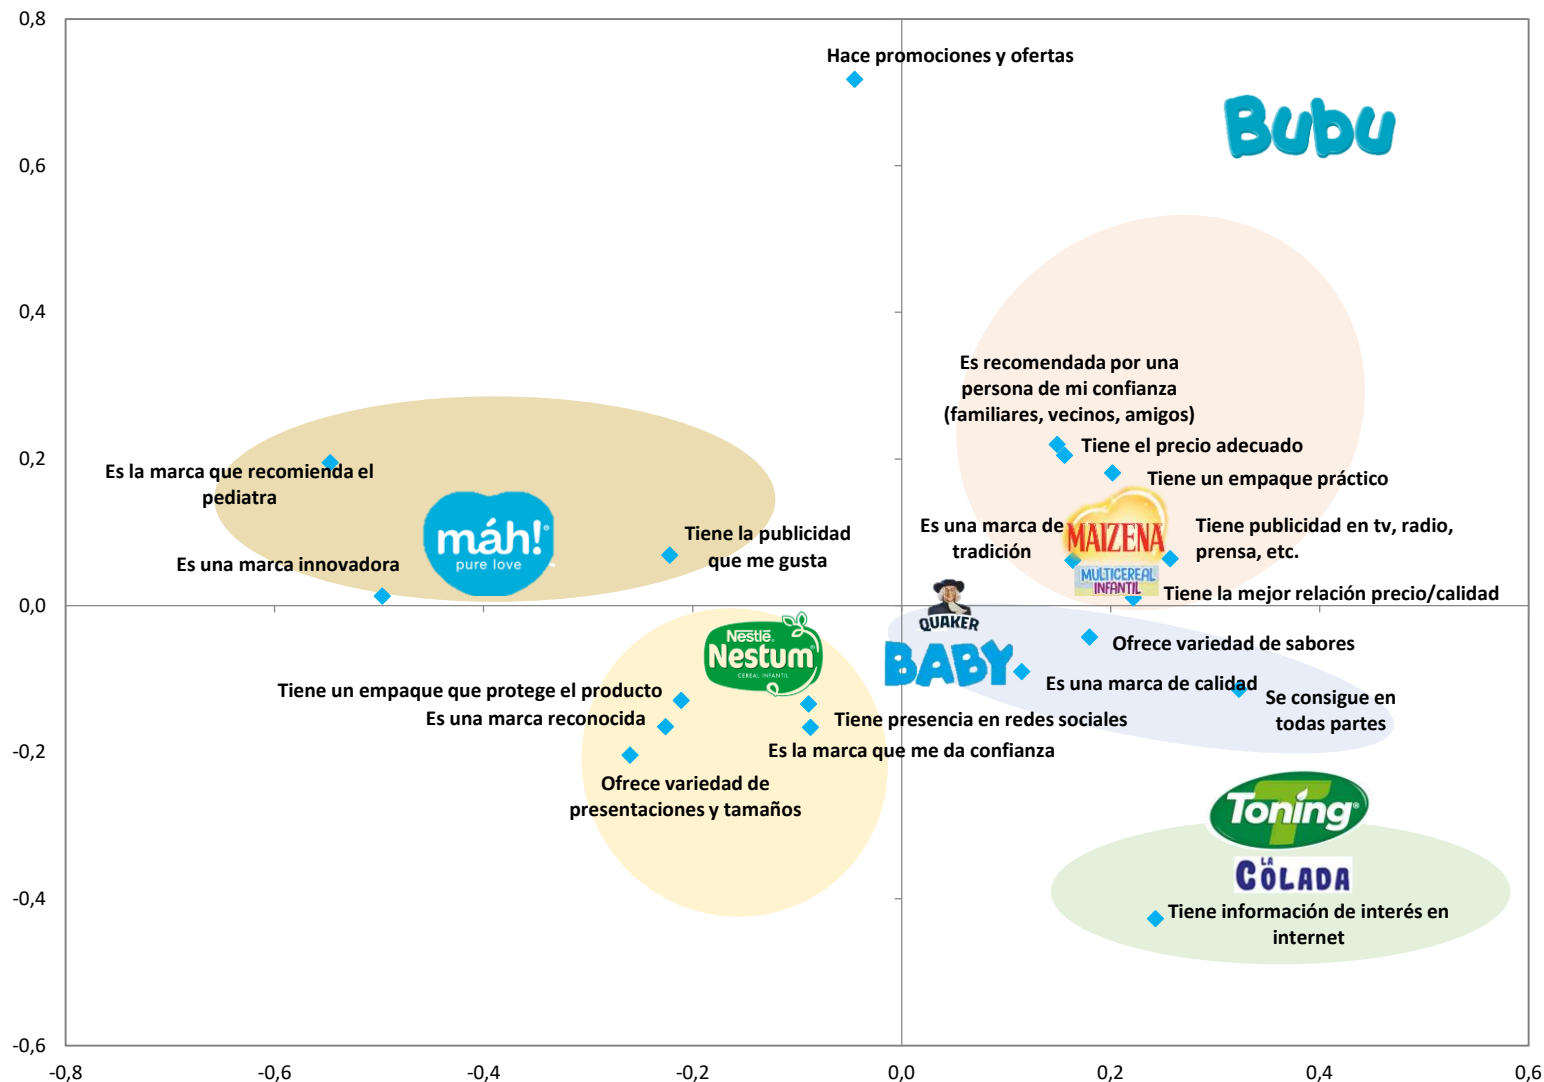 0,8
Hace promociones y ofertas
Bubu
0,6
0,4
Es recomendada por una
persona de mi confianza
(familiares, vecinos, amigos)
Tiene el precio adecuado
0,2
Es la marca que recomienda el
pediatra
Tiene un empaque práctico
máh!
pure love
Tiene la publicidad
que me gusta
Es una marca de
tradición
MAIZENA
MULTICEREAL
INFANTIL
Tiene publicidad en tv, radio,
prensa, etc.
Es una marca innovadora
Tiene la mejor relación precio/calidad
0,0
QUAKER
BABY
Nestlé.
Nestum
CEREAL INFANTIL
Ofrece variedad de sabores
Es una marca de calidad
Se consigue en
todas partes
Tiene un empaque que protege el producto
Es una marca reconocida
Tiene presencia en redes sociales
Es la marca que me da confianza
-0,2
Ofrece variedad de
presentaciones y tamaños
Toning
LA
COLADA
-0,4
Tiene información de interés en
internet
-0,6
-0,8
-0,6
-0,4
-0,2
0,0
0,2
0,4
0,6